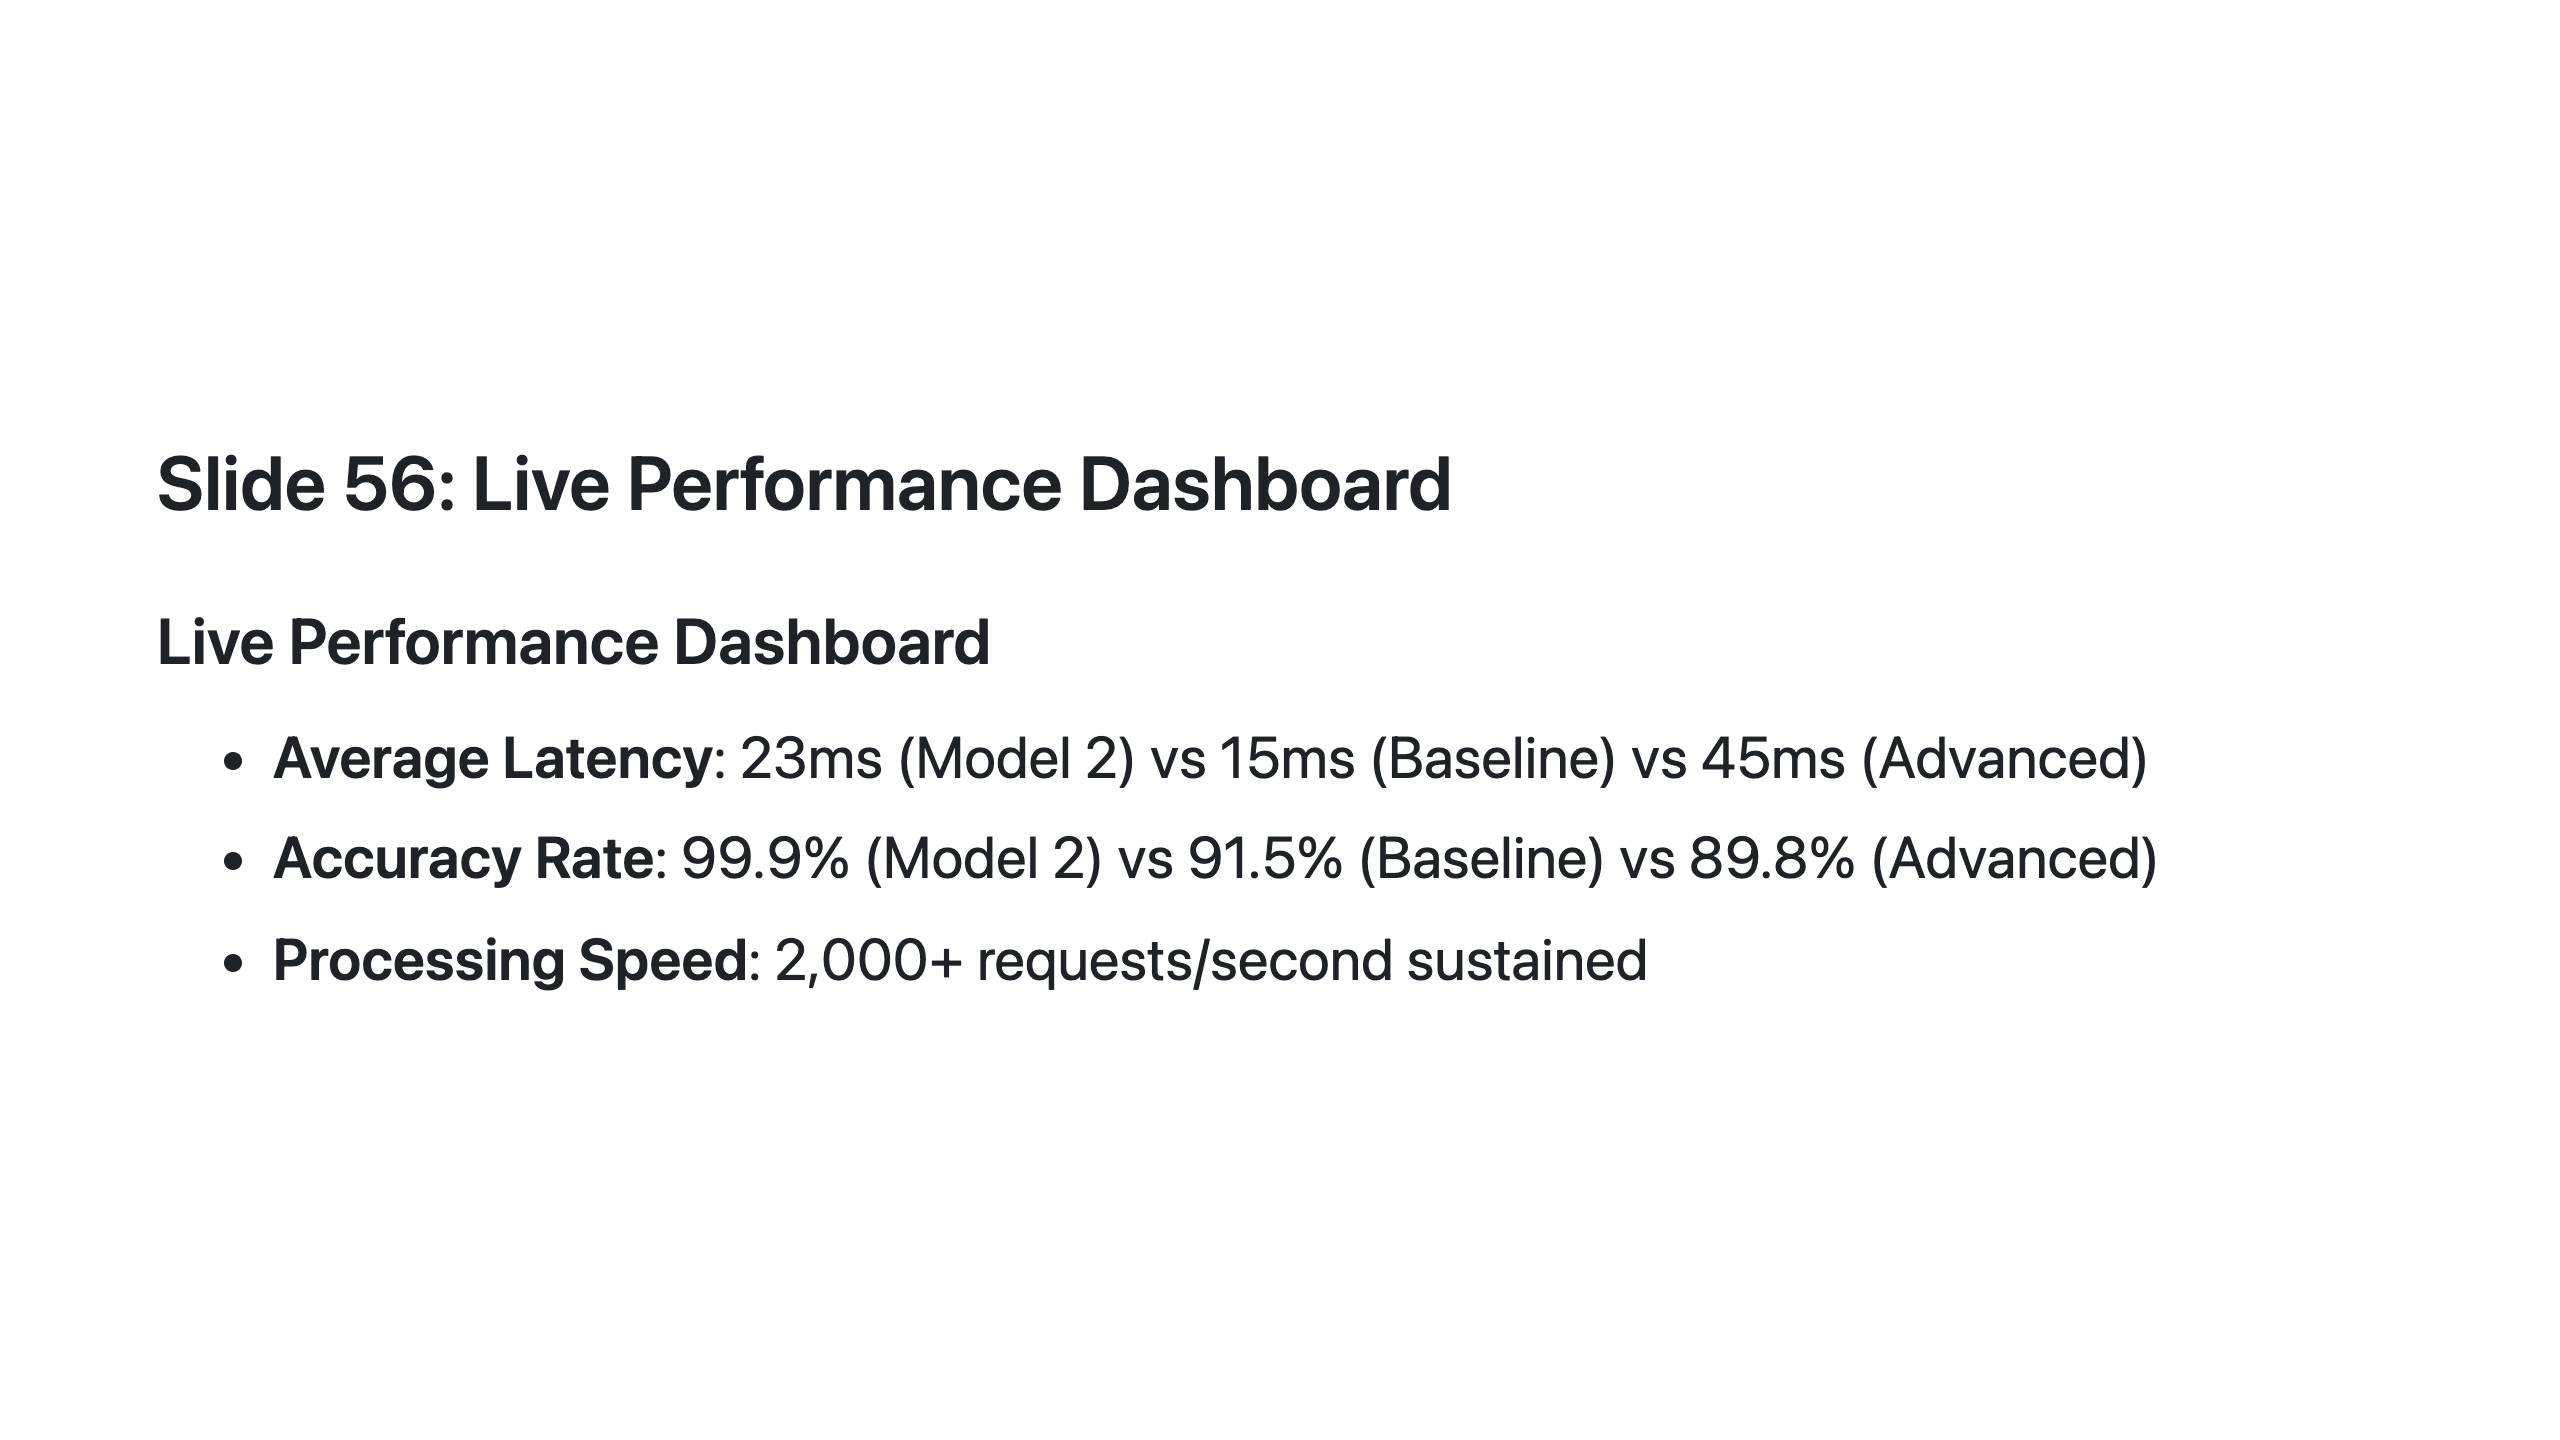 Slide 56: Live Performance Dashboard
Live Performance Dashboard
• Average Latency: 23ms (Model 2) vs 15ms (Baseline) vs 45ms (Advanced)
• Accuracy Rate: 99.9% (Model 2) vs 91.5% (Baseline) vs 89.8% (Advanced)
• Processing Speed: 2,000+ requests/second sustained